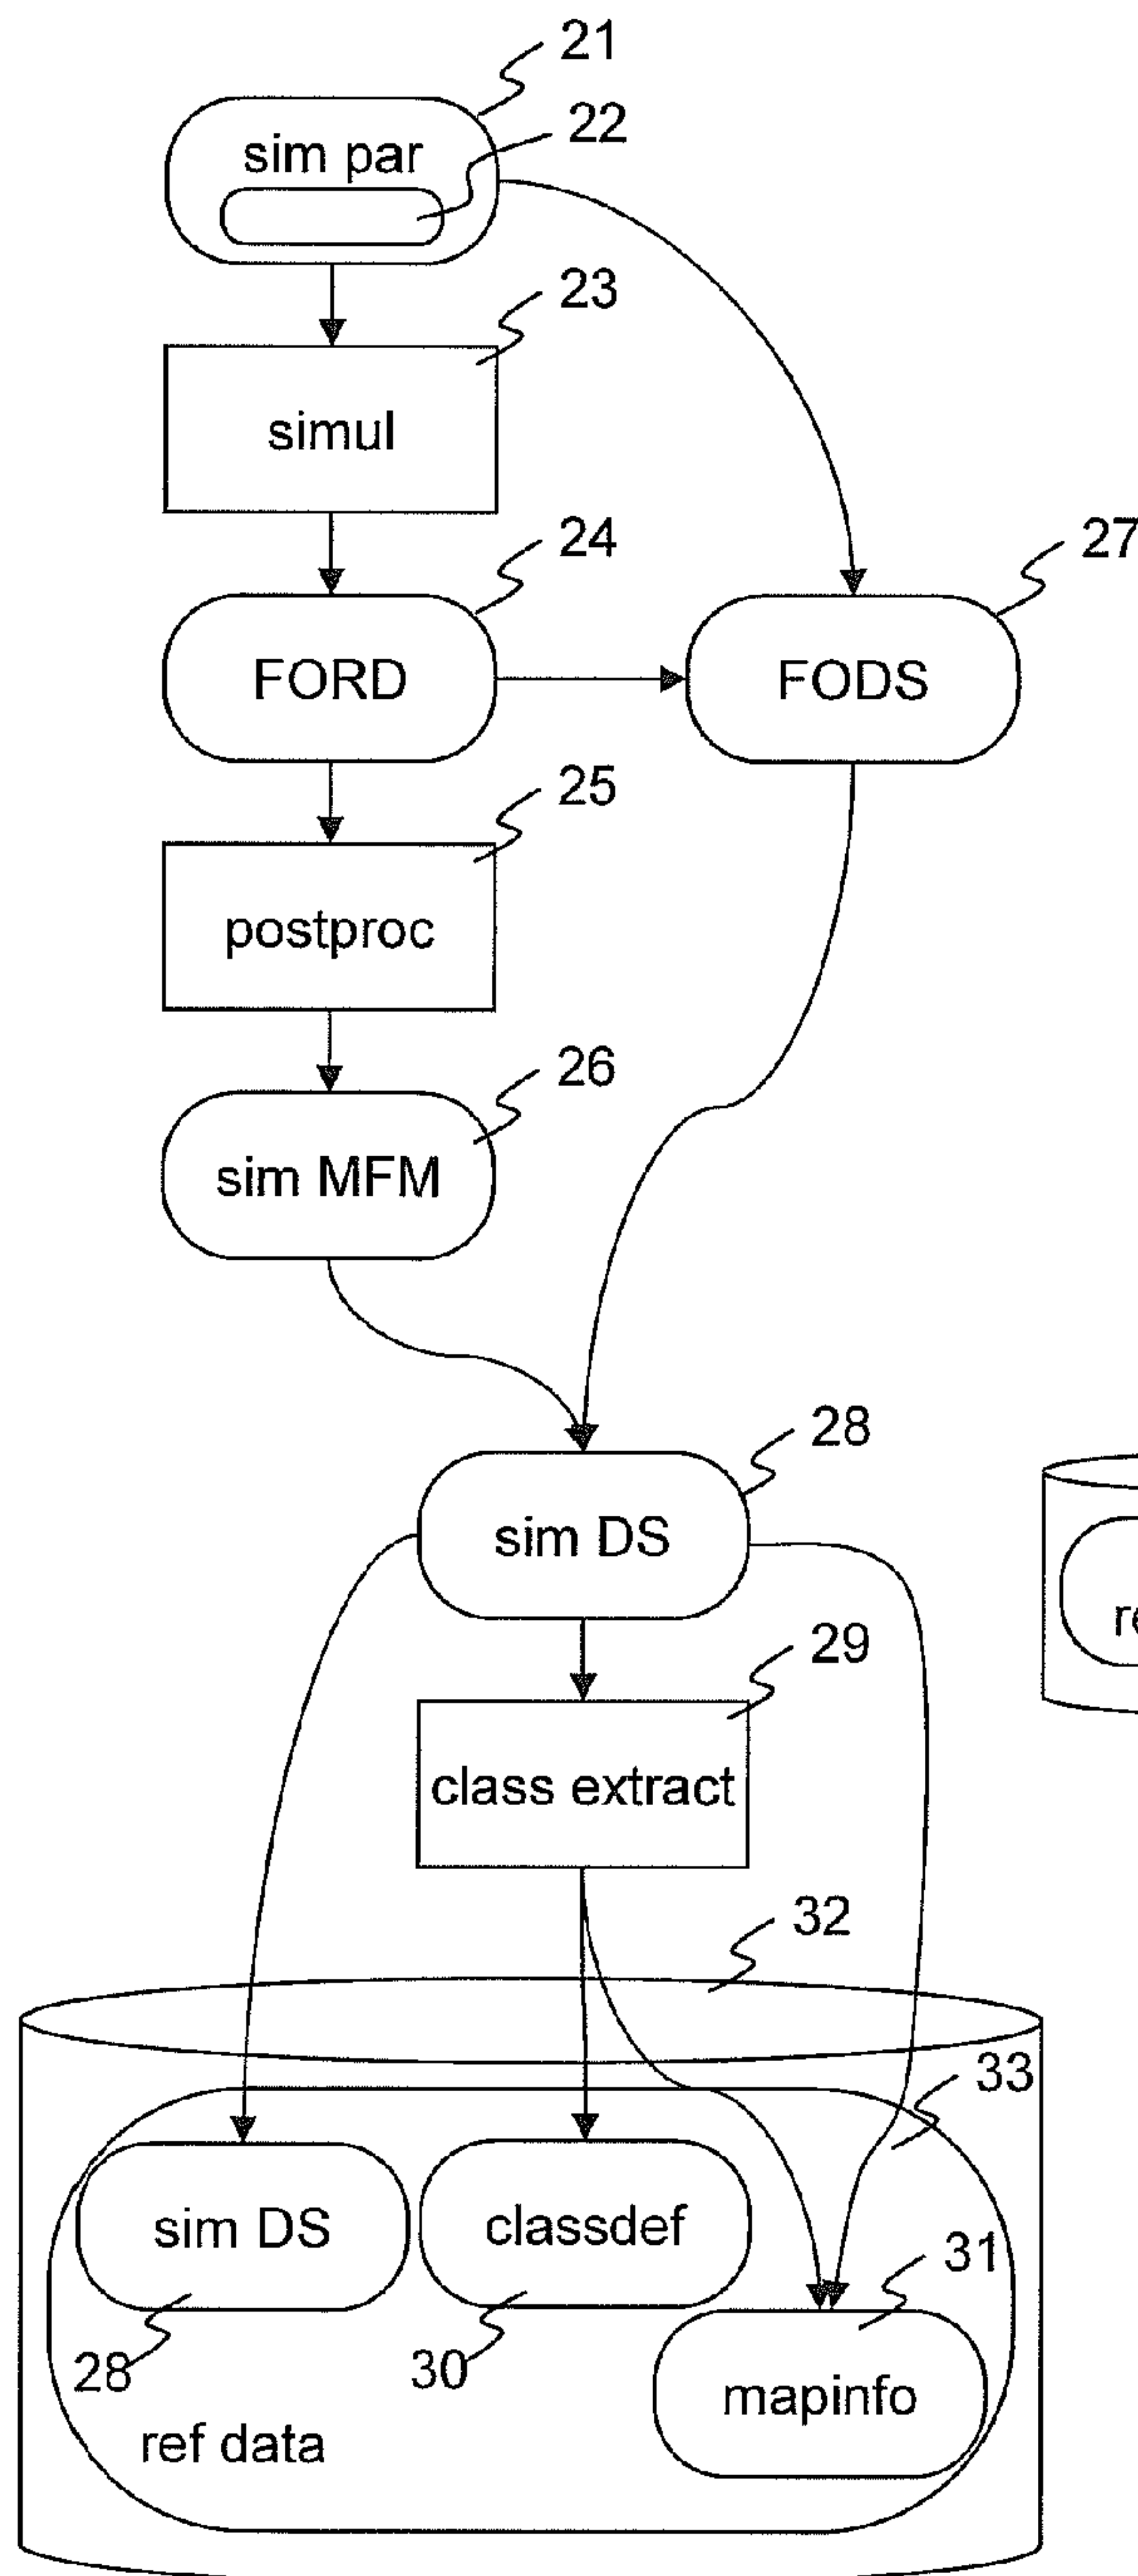 21
sim par
22
23
simul
24
27
FORD
FODS
25
postproc
26
sim MFM
28
sim DS
re
29
class extract
32
33
sim DS
classdef
31
28
30
mapinfo
ref data